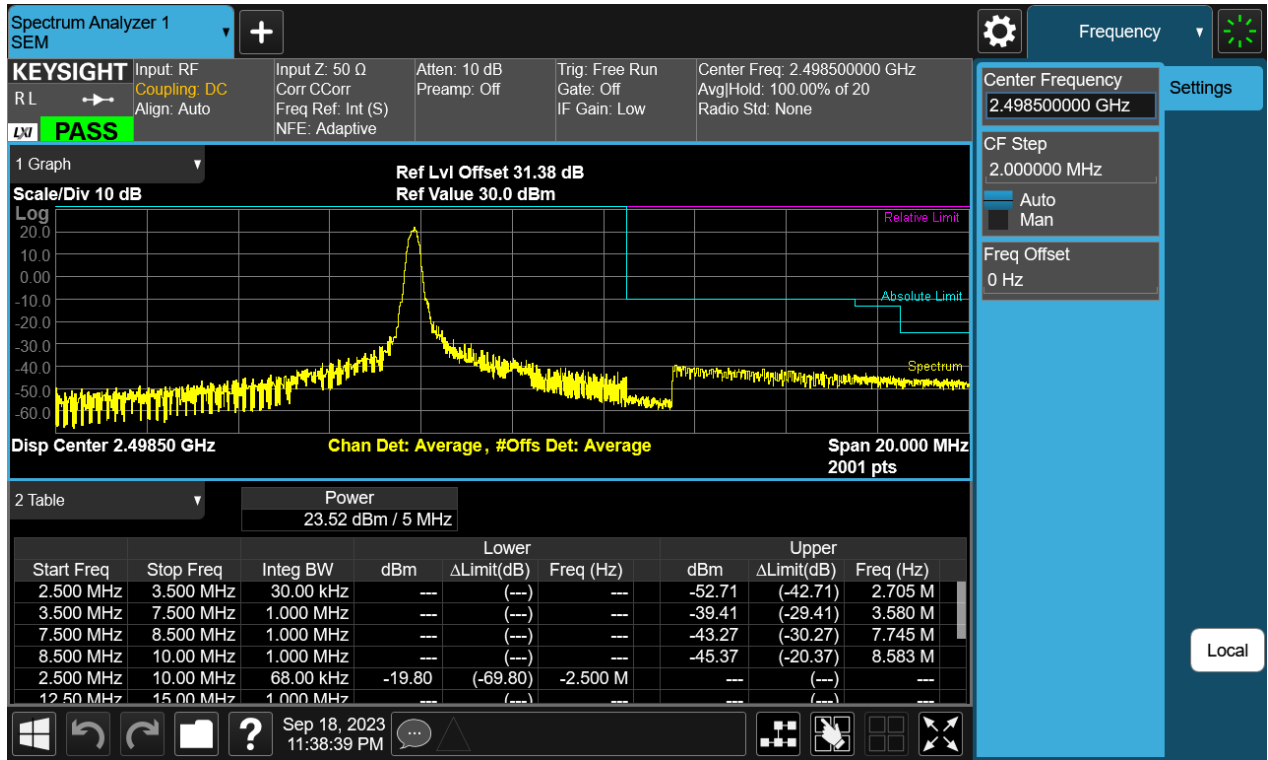 Spectrum Analyzer 1
SEM
Frequency
KEYSIGHT
RL
LXI
PASS
Input: RF
Coupling: DC
Align: Auto
Input Z: 50 Ω
Corr CCorr
Freq Ref: Int (S)
NFE: Adaptive
Atten: 10 dB
Preamp: Off
Trig: Free Run
Gate: Off
IF Gain: Low
Center Freq: 2.498500000 GHz
Avg|Hold: 100.00% of 20
Radio Std: None
Center Frequency
2.498500000 GHz
Settings
CF Step
2.000000 MHz
Auto
Man
Freq Offset
0 Hz
1 Graph
Ref Lvl Offset 31.38 dB
Scale/Div 10 dB
Ref Value 30.0 dBm
Log
Relative Limit
20.0
10.0
0.00
-10.0
Absolute Limit
-20.0
-30.0
-40.0
Spectrum
-50.0
-60.0
Disp Center 2.49850 GHz
Chan Det: Average , #Offs Det: Average
Span 20.000 MHz
2001 pts
2 Table
Power
23.52 dBm / 5 MHz
Lower Upper
Start Freq Stop Freq Integ BW dBm ΔLimit(dB) Freq (Hz) dBm ΔLimit(dB) Freq (Hz)
2.500 MHz 3.500 MHz 30.00 kHz --- (---) --- -52.71 (-42.71) 2.705 M
3.500 MHz 7.500 MHz 1.000 MHz --- (---) --- -39.41 (-29.41) 3.580 M
7.500 MHz 8.500 MHz 1.000 MHz --- (---) --- -43.27 (-30.27) 7.745 M
8.500 MHz 10.00 MHz 1.000 MHz --- (---) --- -45.37 (-20.37) 8.583 M
2.500 MHz 10.00 MHz 68.00 kHz -19.80 (-69.80) -2.500 M --- (---) ---
12.50 MHz 15.00 MHz 1.000 MHz --- (---) --- --- (---) ---
Local
?
Sep 18, 2023
11:38:39 PM